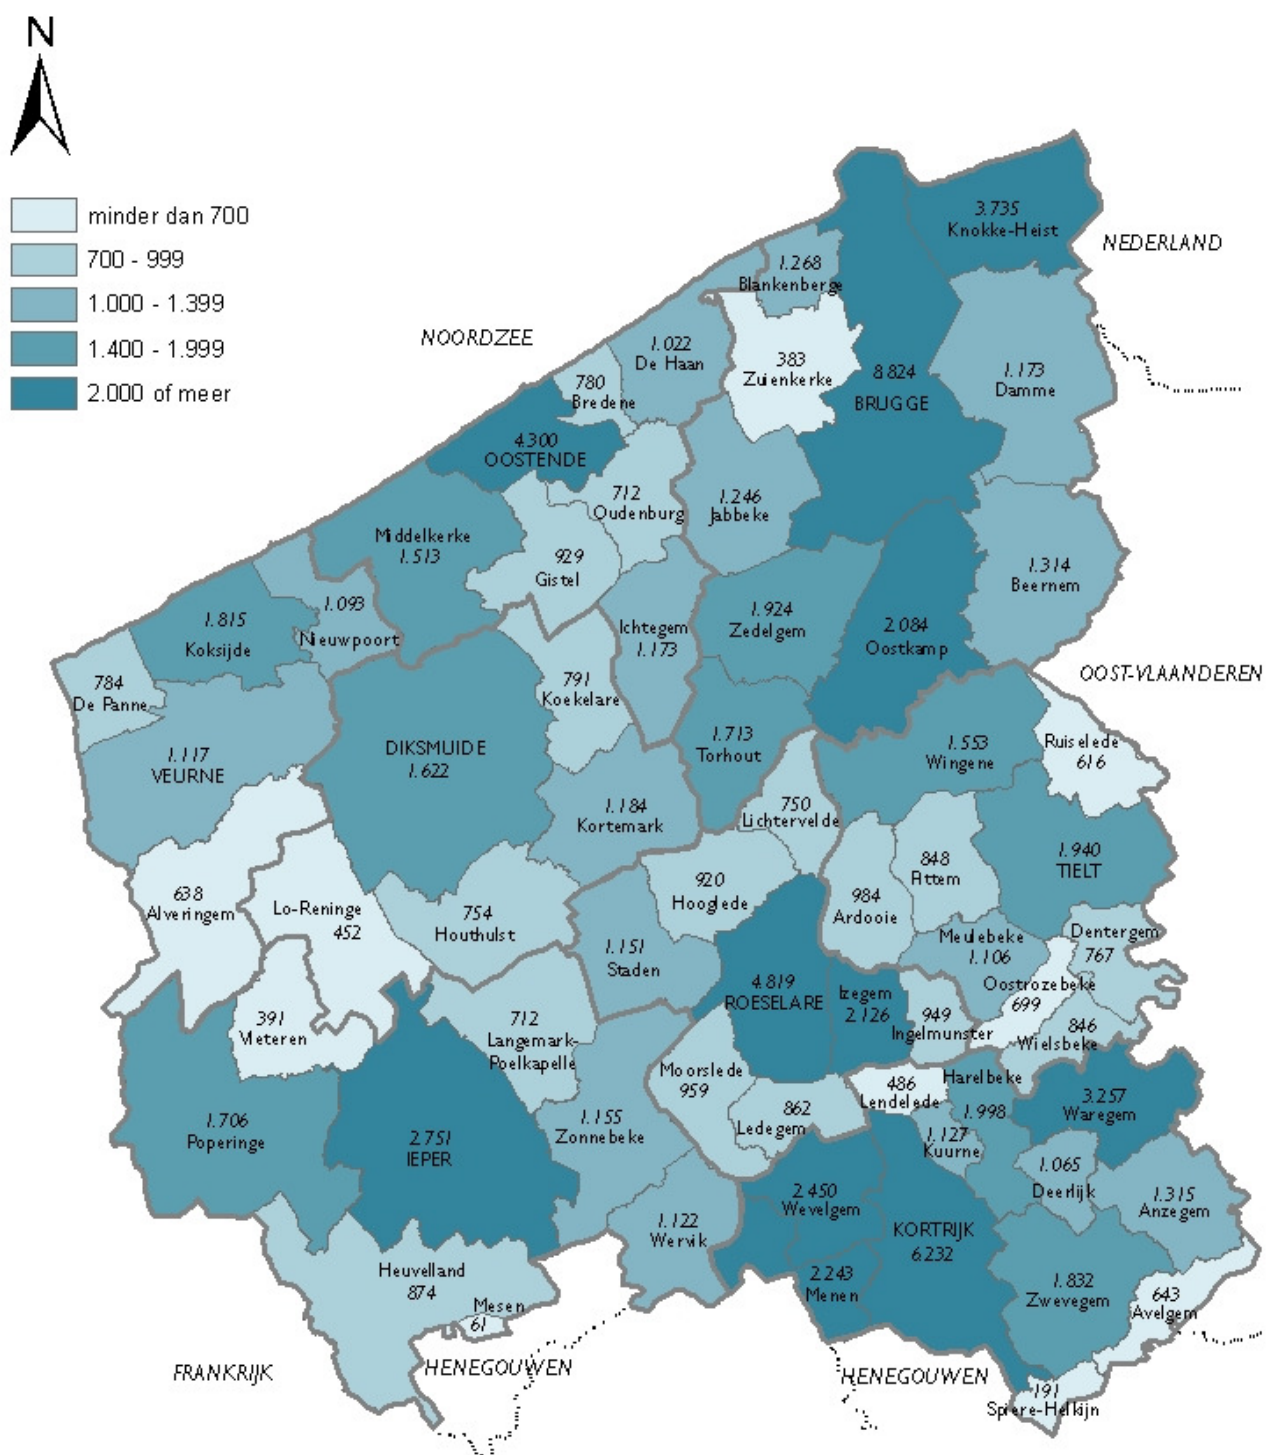 N
minder dan 700
700 - 999
1.000 - 1.399
1.400 - 1.999
2.000 of meer
3.735
Knokke-Heist
NEDERLAND
1.268
Blankenberge
NOORDZEE
1.022
De Haan
383
Zuienkerke
8 824
BRUGGE
1.173
Damme
780
Bredene
4.300
OOSTENDE
712
Oudenburg
1.246
Jabbeke
Middelkerke
1.513
929
Gistel
1.314
Beernem
1.093
Nieuwpoort
1.815
Koksijde
Ichtegem
1.173
1.924
Zedelgem
2.084
Oostkamp
OOST-VLAANDEREN
784
De Panne
791
Koekelare
1.117
VEURNE
DIKSMUIDE
1.622
1.713
Torhout
1.553
Wingene
Ruiselede
616
1.184
Kortemark
750
Lichtervelde
848
Pittem
1.940
TIELT
638
Alveringem
Lo-Reninge
452
754
Houthulst
920
Hooglede
984
Ardooie
1.151
Staden
Meulebeke
1.106
Dentergem
767
Oostrozebeke
699
4.819
ROESELARE
Izegem
2.126
949
Ingelmunster
846
Wielsbeke
391
Vleteren
712
Langemark-
Poelkapelle
Moorslede
959
486
Lendelede
Harelbeke
1.998
3.257
Waregem
1.706
Poperinge
2.751
IEPER
1.155
Zonnebeke
862
Ledegem
1.127
Kuurne
1.065
Deerlijk
1.315
Anzegem
2.450
Wevelgem
1.122
Wervik
KORTRIJK
6.232
Heuvelland
874
2.243
Menen
1.832
Zwevegem
643
Avelgem
Mesen
61
FRANKRIJK
HENEGOUWEN
HENEGOUWEN
191
Spiere-Helkijn